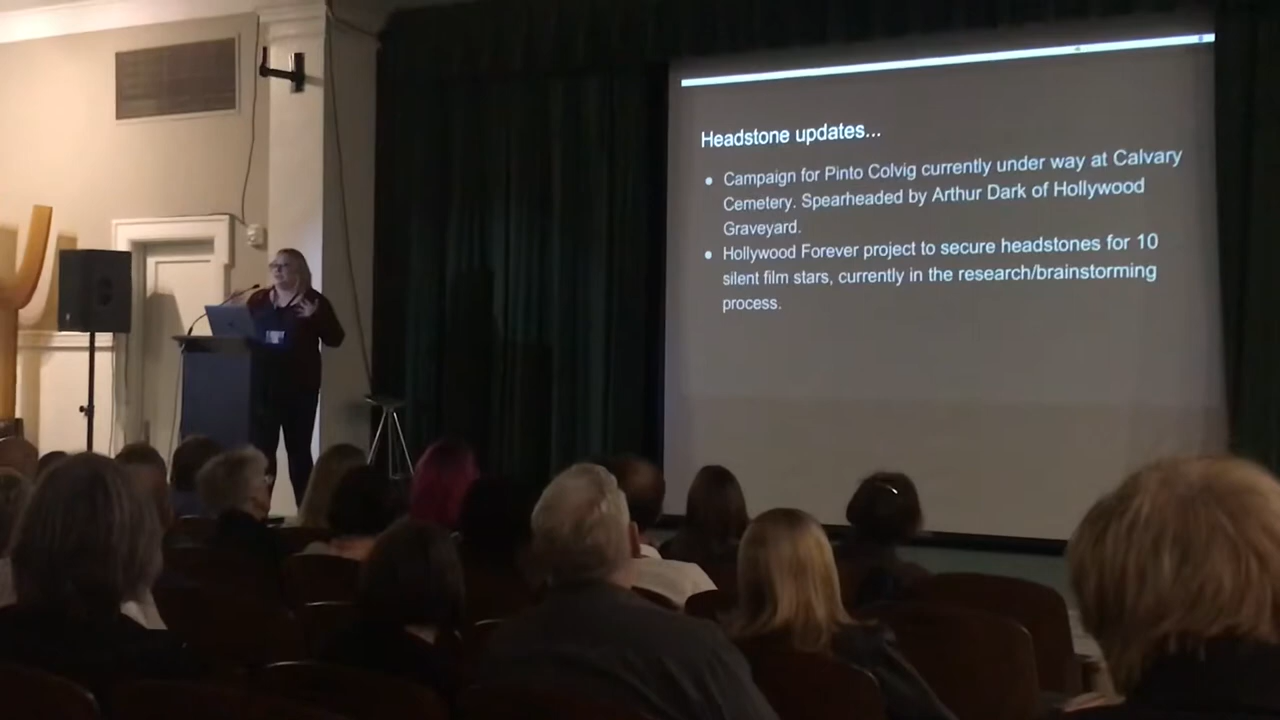 Headstone updates...
● Campaign for Pinto Colvig currently under way at Calvary
Cemetery. Spearheaded by Arthur Dark of Hollywood
Graveyard.
● Hollywood Forever project to secure headstones for 10
silent film stars, currently in the research/brainstorming
process.